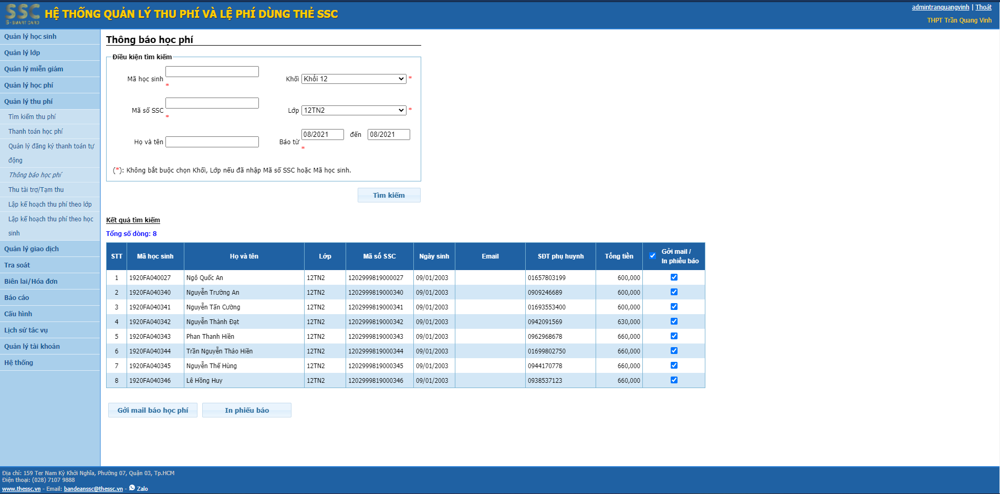 SSC
S-SMART CARD
HỆ THỐNG QUẢN LÝ THU PHÍ VÀ LỆ PHÍ DÙNG THẺ SSC
admintranquangvinh | Thoát
THPT Trần Quang Vinh
Quản lý học sinh
Quản lý lớp
Quản lý miễn giảm
Quản lý học phí
Quản lý thu phí
Tìm kiếm thu phí
Thanh toán học phí
Quản lý đăng ký thanh toán tự
động
Thông báo học phí
Thu tài trợ/Tạm thu
Lập kế hoạch thu phí theo lớp
Lập kế hoạch thu phí theo học
sinh
Quản lý giao dịch
Tra soát
Biên lai/Hóa đơn
Báo cáo
Cấu hình
Lịch sử tác vụ
Quản lý tài khoản
Hệ thống
Thông báo học phí
Điều kiện tìm kiếm
Mã học sinh * Khối Khối 12 *
Mã số SSC * Lớp 12TN2 *
Họ và tên Báo từ 08/2021 đến 08/2021 *
(*): Không bắt buộc chọn Khối, Lớp nếu đã nhập Mã số SSC hoặc Mã học sinh.
Tìm kiếm
Kết quả tìm kiếm
Tổng số dòng: 8
STT Mã học sinh Họ và tên Lớp Mã số SSC Ngày sinh Email SĐT phụ huynh Tổng tiền Gởi mail / In phiếu báo
1 1920FA040027 Ngô Quốc An 12TN2 1202999819000027 09/01/2003 01657803199 600,000
2 1920FA040340 Nguyễn Trường An 12TN2 1202999819000340 09/01/2003 0909246689 600,000
3 1920FA040341 Nguyễn Tấn Cường 12TN2 1202999819000341 09/01/2003 01693553400 600,000
4 1920FA040342 Nguyễn Thành Đạt 12TN2 1202999819000342 09/01/2003 0942091569 630,000
5 1920FA040343 Phan Thanh Hiền 12TN2 1202999819000343 09/01/2003 0962968678 660,000
6 1920FA040344 Trần Nguyễn Thảo Hiền 12TN2 1202999819000344 09/01/2003 01699802750 660,000
7 1920FA040345 Nguyễn Thế Hùng 12TN2 1202999819000345 09/01/2003 0944170778 660,000
8 1920FA040346 Lê Hồng Huy 12TN2 1202999819000346 09/01/2003 0938537123 660,000
Gởi mail báo học phí In phiếu báo
Địa chỉ: 159 Ter Nam Kỳ Khởi Nghĩa, Phường 07, Quận 03, Tp.HCM
Điện thoại: (028) 7107 9888
www.thessc.vn - Email: bandeanssc@thessc.vn - Zalo